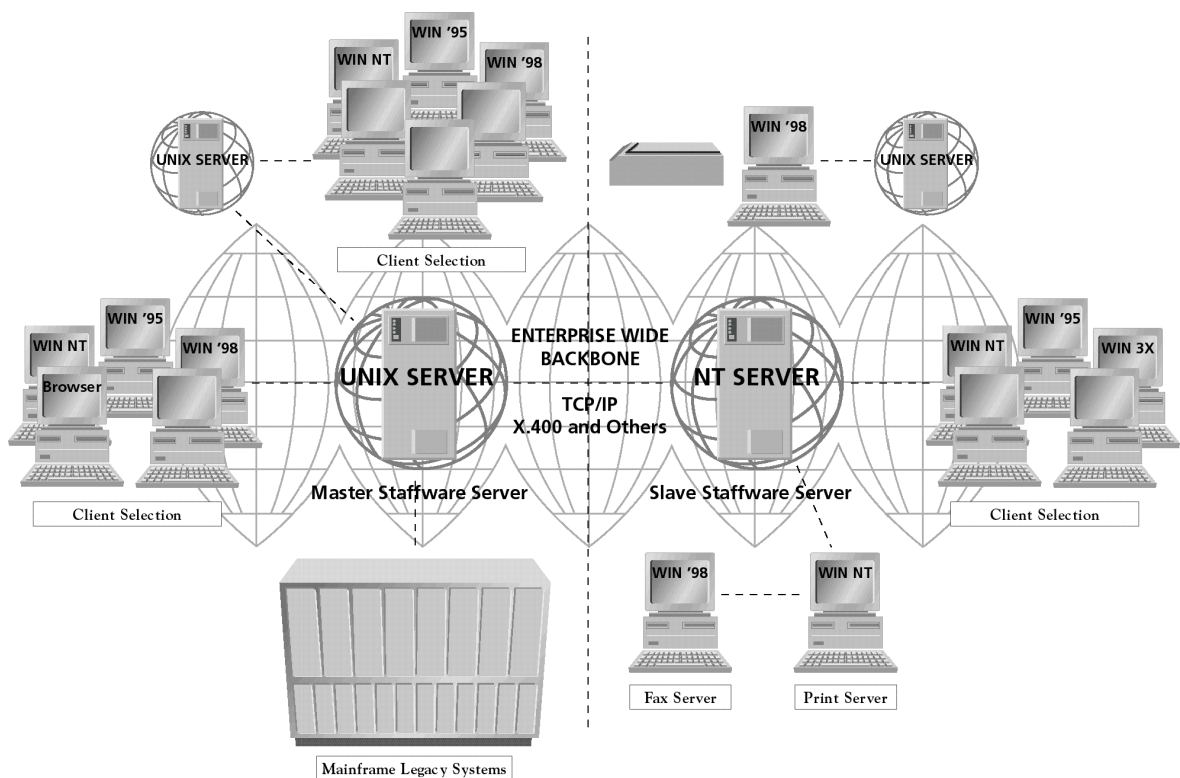 WIN '95
WIN NT
WIN '98
UNIX SERVER
Client Selection
WIN '98
UNIX SERVER
WIN '95
WIN NT
WIN '98
Browser
Client Selection
UNIX SERVER
Master Staffware Server
ENTERPRISE WIDE
BACKBONE
TCP/IP
X.400 and Others
NT SERVER
Slave Staffware Server
WIN '95
WIN NT
WIN 3X
Client Selection
Mainframe Legacy Systems
WIN '98
WIN NT
Fax Server
Print Server